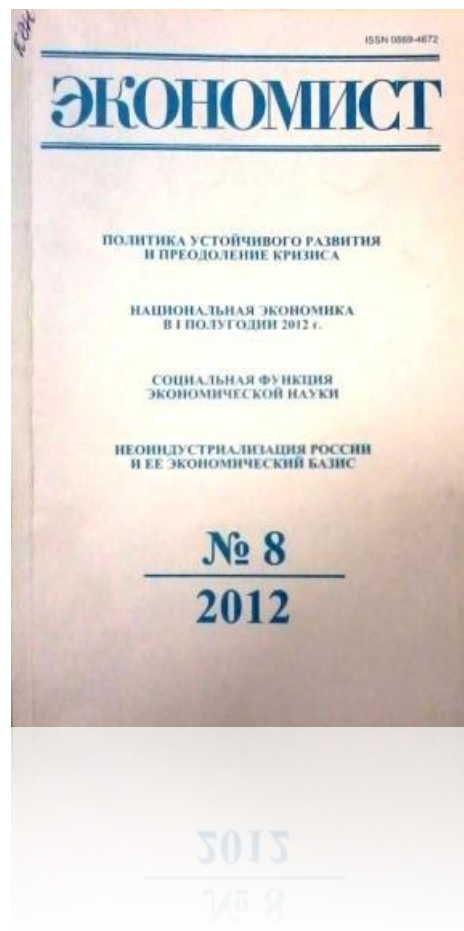 ISSN 0869-4672
ЭКОНОМИСТ
ПОЛИТИКА УСТОЙЧИВОГО РАЗВИТИЯ
И ПРЕОДОЛЕНИЕ КРИЗИСА
НАЦИОНАЛЬНАЯ ЭКОНОМИКА
В I ПОЛУГОДИИ 2012 г.
СОЦИАЛЬНАЯ ФУНКЦИЯ
ЭКОНОМИЧЕСКОЙ НАУКИ
НЕОИНДУСТРИАЛИЗАЦИЯ РОССИИ
И ЕЕ ЭКОНОМИЧЕСКИЙ БАЗИС
№ 8
2012